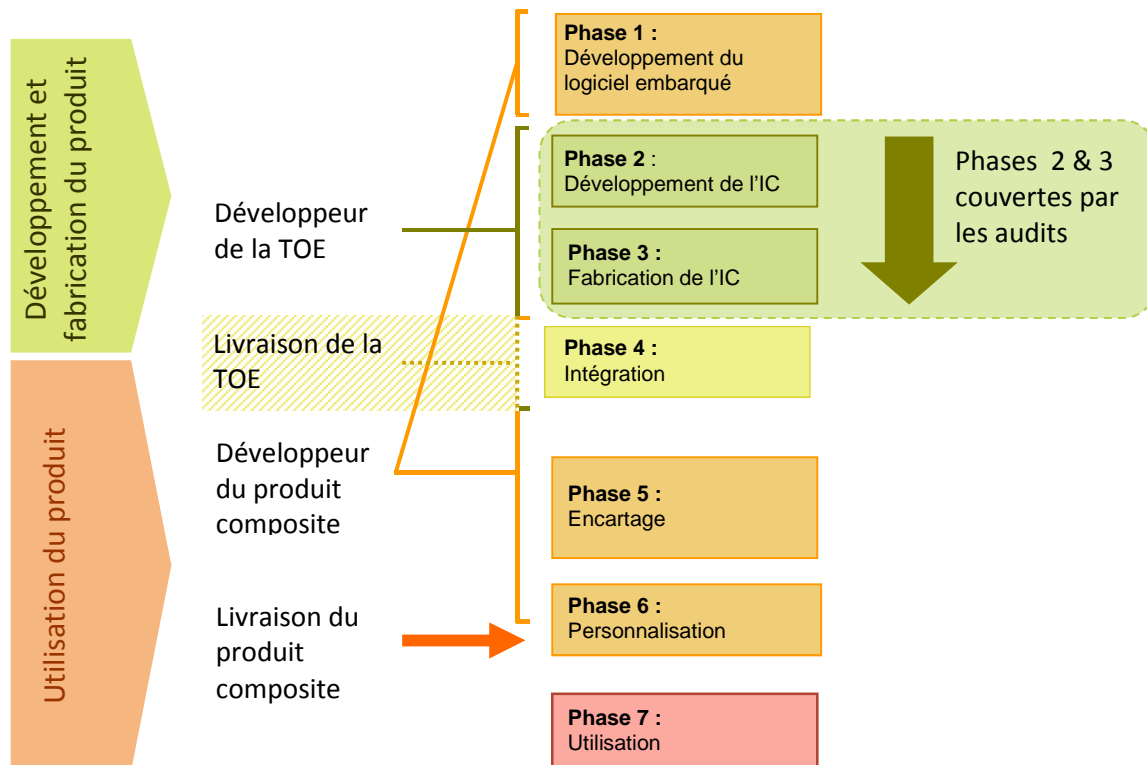 Développement et
fabrication du produit
Utilisation du produit
Développeur
de la TOE
Livraison de la
TOE
Développeur
du produit
composite
Livraison du
produit
composite
Phase 1 :
Développement du
logiciel embarqué
Phase 2 :
Développement de l'IC
Phase 3 :
Fabrication de l'IC
Phases 2 & 3
couvertes par
les audits
Phase 4 :
Intégration
Phase 5 :
Encartage
Phase 6 :
Personnalisation
Phase 7 :
Utilisation